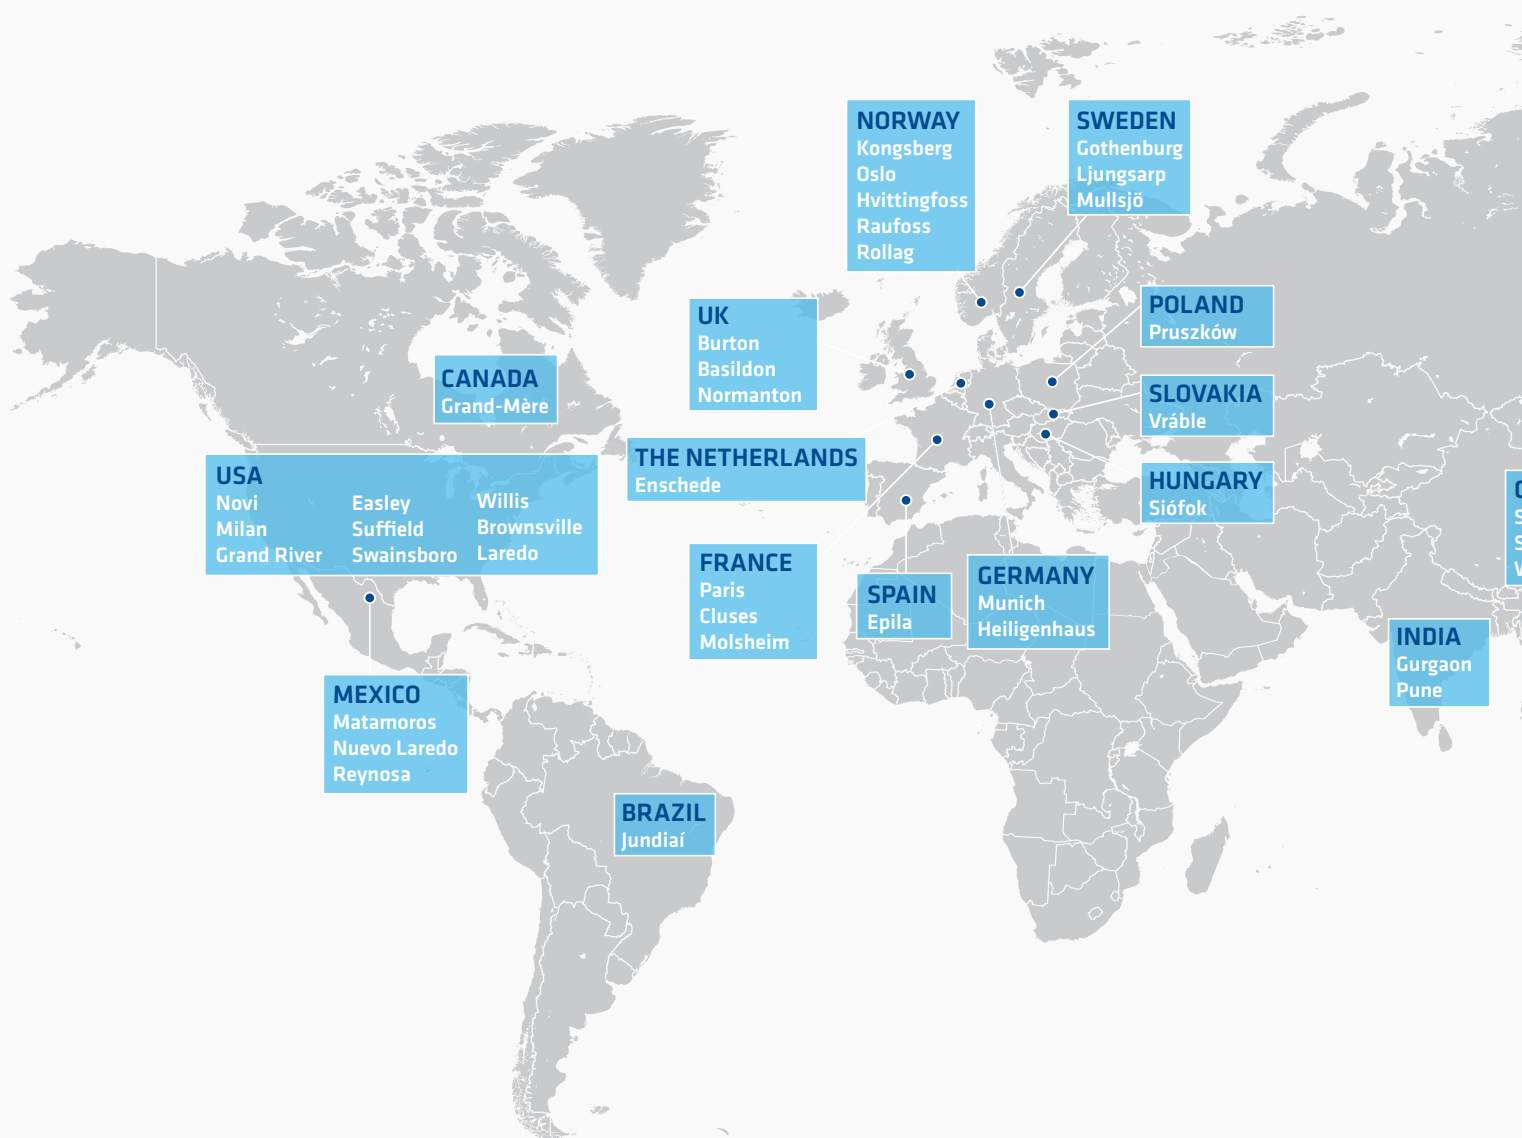 NORWAY
Kongsberg
Oslo
Hvittingfoss
Raufoss
Rollag
SWEDEN
Gothenburg
Ljungsarp
Mullsjö
UK
Burton
Basildon
Normanton
POLAND
Pruszków
CANADA
Grand-Mère
SLOVAKIA
Vráble
THE NETHERLANDS
Enschede
HUNGARY
Siófok
USA
Novi
Milan
Grand River
Easley
Suffield
Swainsboro
Willis
Brownsville
Laredo
FRANCE
Paris
Cluses
Molsheim
SPAIN
Epila
GERMANY
Munich
Heiligenhaus
INDIA
Gurgaon
Pune
MEXICO
Matamoros
Nuevo Laredo
Reynosa
BRAZIL
Jundiaí